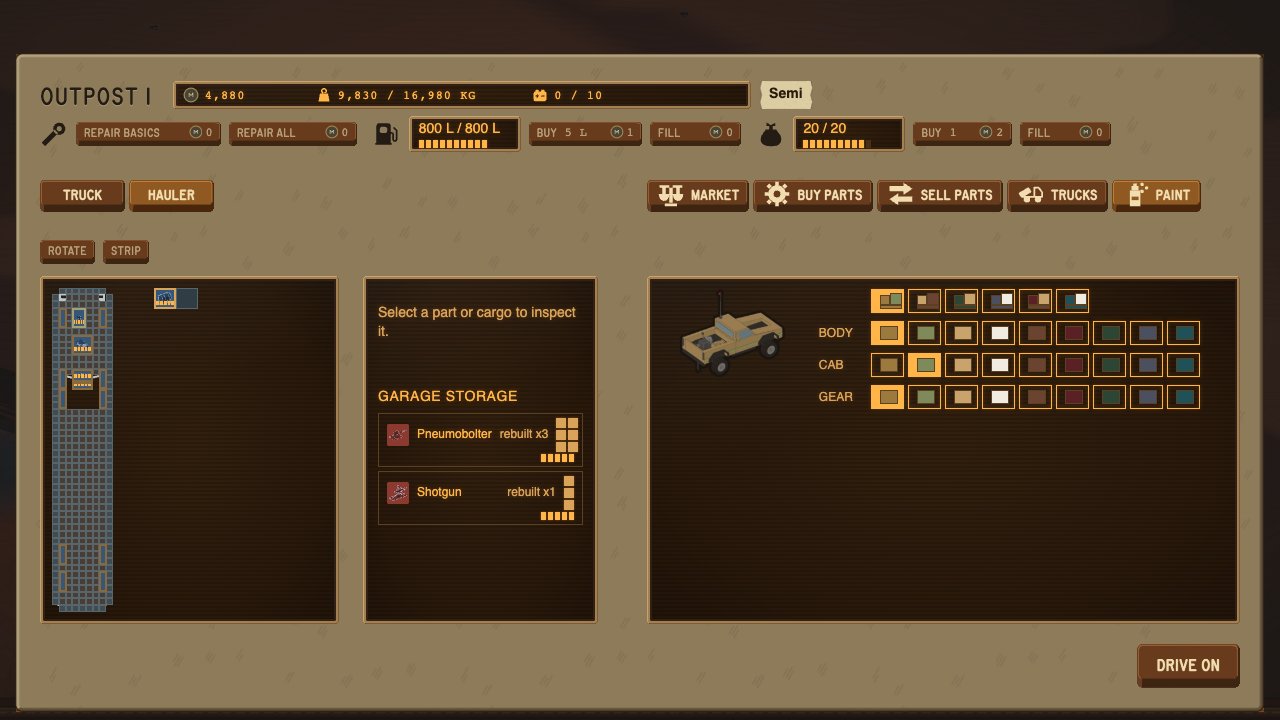 OUTPOST 1
4,880
9,830 / 16,980 KG
0 / 10
Semi
REPAIR BASICS M 0
REPAIR ALL M 0
800 L / 800 L
BUY 5 L M 1
FILL M 0
20 / 20
BUY 1 M 2
FILL M 0
TRUCK
HAULER
MARKET
BUY PARTS
SELL PARTS
TRUCKS
PAINT
ROTATE
STRIP
Select a part or cargo to inspect
it.
GARAGE STORAGE
Pneumobolter rebuilt x3
Shotgun rebuilt x1
BODY
CAB
GEAR
DRIVE ON